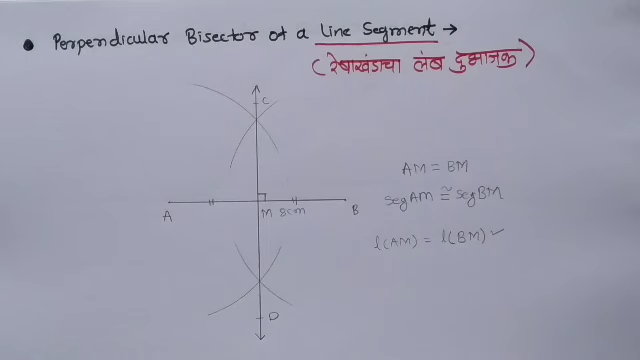 • Perpendicular Bisector of a Line Segment →
(रेषाखंडाचा लंब दुभाजक)
C
AM = BM
seg AM ≅ seg BM
A M 8cm B
l(AM) = l(BM) ✓
D